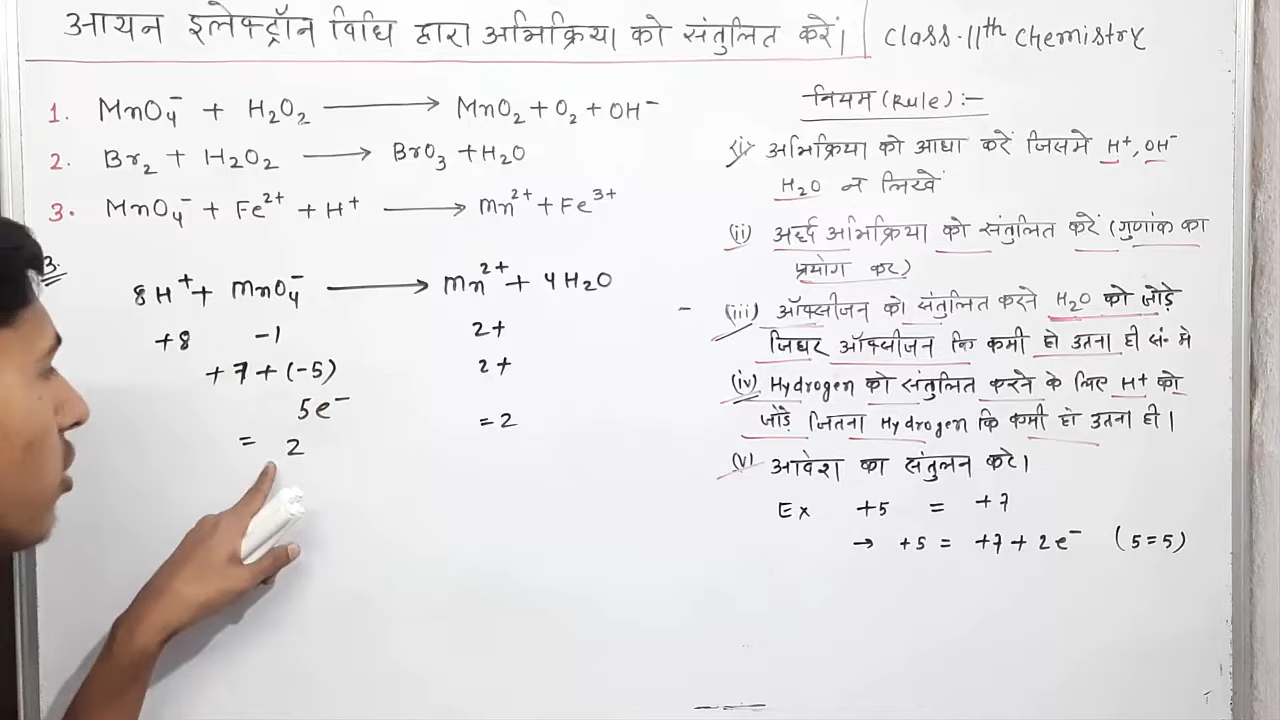 आयन इलेक्ट्रॉन विधि द्वारा अभिक्रिया को संतुलित करें। Class-11th Chemistry
1. MnO₄⁻ + H₂O₂ ⟶ MnO₂ + O₂ + OH⁻
2. Br₂ + H₂O₂ ⟶ BrO₃ + H₂O
3. MnO₄⁻ + Fe²⁺ + H⁺ ⟶ Mn²⁺ + Fe³⁺
3.
8H⁺ + MnO₄⁻ ⟶ Mn²⁺ + 4H₂O
+8 -1 2+
+7+(-5) 2+
5e⁻
= 2 = 2
नियम (Rule) :-
(i) अभिक्रिया को आधा करें जिसमे H⁺, OH⁻
H₂O न लिखें
(ii) अर्द्ध अभिक्रिया को संतुलित करें (गुणांक का
प्रयोग कर)
- (iii) ऑक्सीजन को संतुलित करने H₂O को जोड़े
जिधर ऑक्सीजन कि कमी हो उतना ही सं- मे
(iv) Hydrogen को संतुलित करने के लिए H⁺ को
जोड़े जितना Hydrogen कि कमी हो उतना ही।
(v) आवेश का संतुलन करे।
Ex +5 = +7
→ +5 = +7+2e⁻ (5=5)